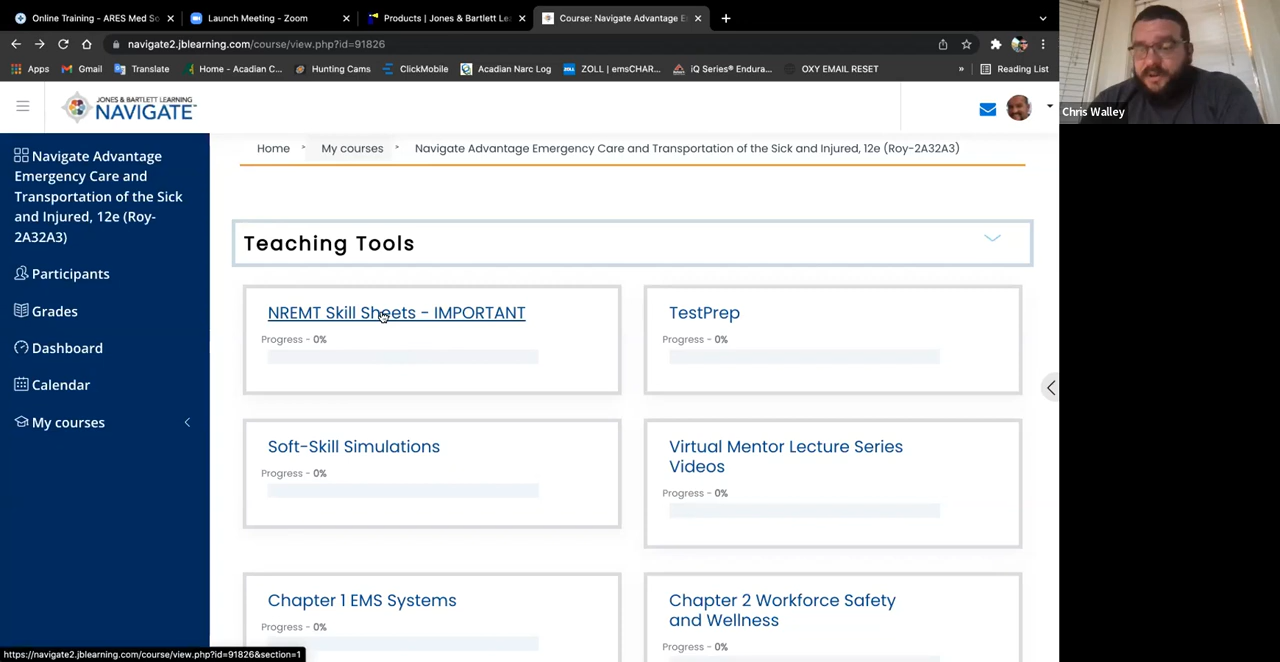 Online Training - ARES Med So
Launch Meeting - Zoom
Products | Jones & Bartlett Le
Course: Navigate Advantage E
navigate2.jblearning.com/course/view.php?id=91826
Apps
Gmail
Translate
Home - Acadian C...
Hunting Cams
ClickMobile
Acadian Narc Log
ZOLL | emsCHAR...
iQ Series® Endura...
OXY EMAIL RESET
»
Reading List
JONES & BARTLETT LEARNING
NAVIGATE
Chris Walley
Navigate Advantage
Emergency Care and
Transportation of the Sick
and Injured, 12e (Roy-
2A32A3)
Participants
Grades
Dashboard
Calendar
My courses
Home
My courses
Navigate Advantage Emergency Care and Transportation of the Sick and Injured, 12e (Roy-2A32A3)
Teaching Tools
NREMT Skill Sheets - IMPORTANT
Progress - 0%
TestPrep
Progress - 0%
Soft-Skill Simulations
Progress - 0%
Virtual Mentor Lecture Series
Videos
Progress - 0%
Chapter 1 EMS Systems
Progress - 0%
Chapter 2 Workforce Safety
and Wellness
Progress - 0%
https://navigate2.jblearning.com/course/view.php?id=91826&section=1